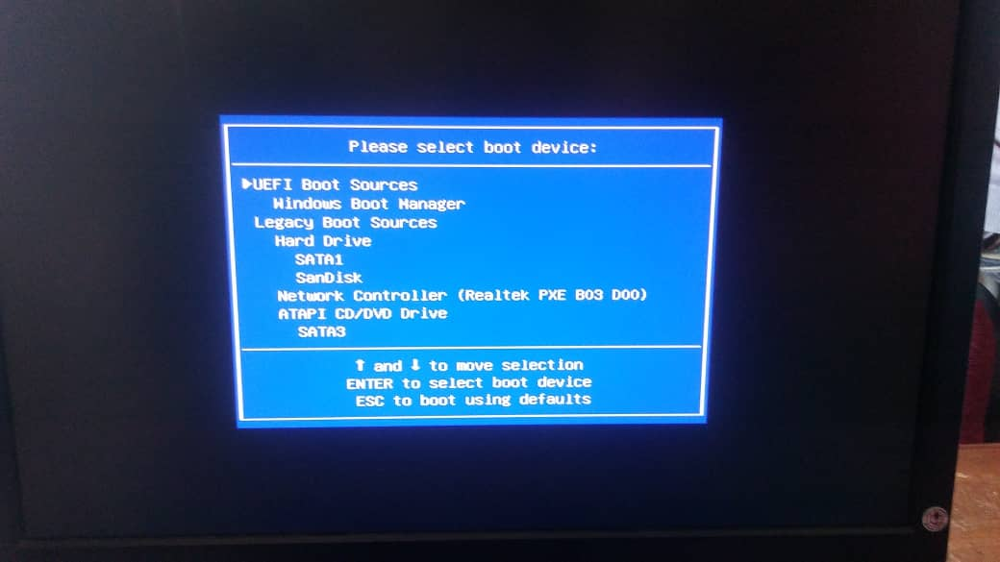 Please select boot device:
UEFI Boot Sources
Windows Boot Manager
Legacy Boot Sources
Hard Drive
SATA1
SanDisk
Network Controller (Realtek PXE B03 D00)
ATAPI CD/DVD Drive
SATA3
↑ and ↓ to move selection
ENTER to select boot device
ESC to boot using defaults